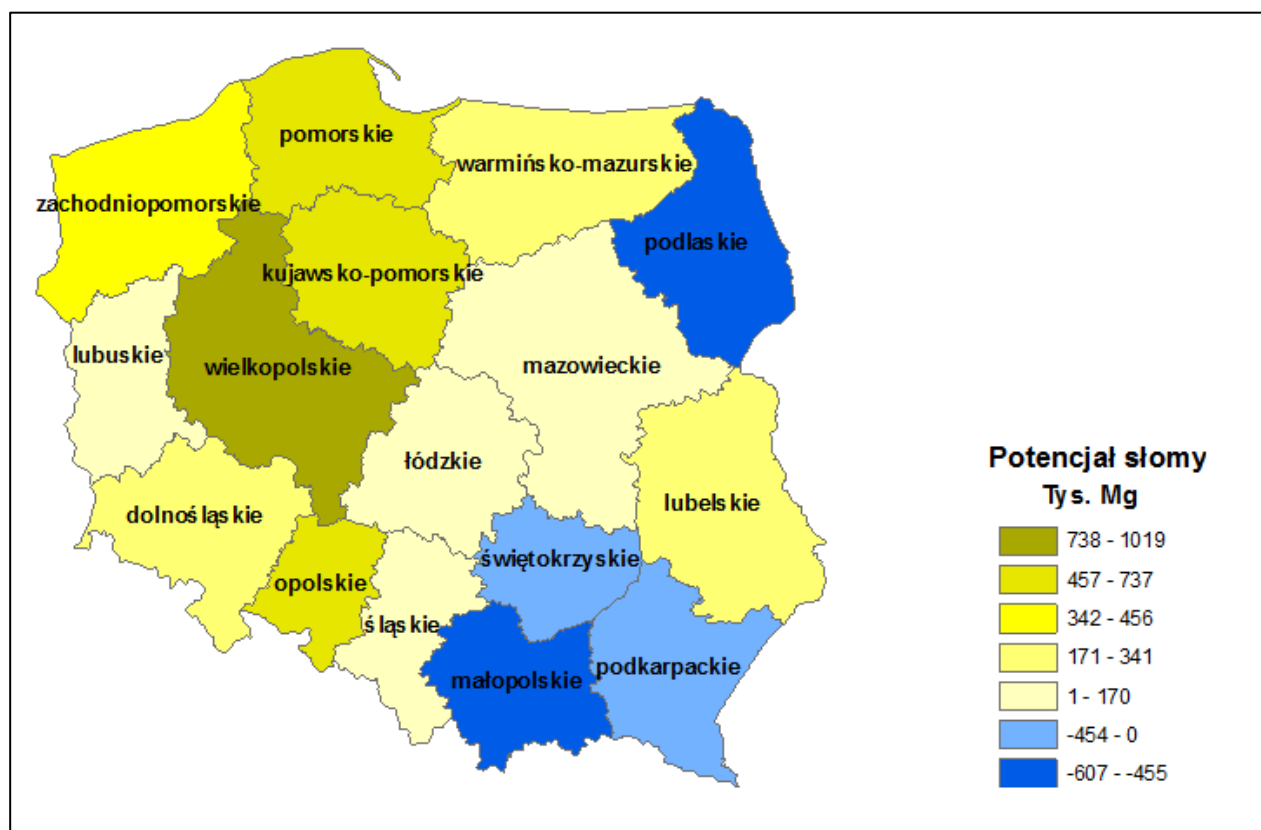 pomorskie
warmińsko-mazurskie
zachodniopomorskie
podlaskie
kujawsko-pomorskie
lubuskie
wielkopolskie
mazowieckie
łódzkie
lubelskie
dolnośląskie
świętokrzyskie
opolskie
śląskie
podkarpackie
małopolskie
Potencjał słomy
Tys. Mg
738 - 1019
457 - 737
342 - 456
171 - 341
1 - 170
-454 - 0
-607 - -455